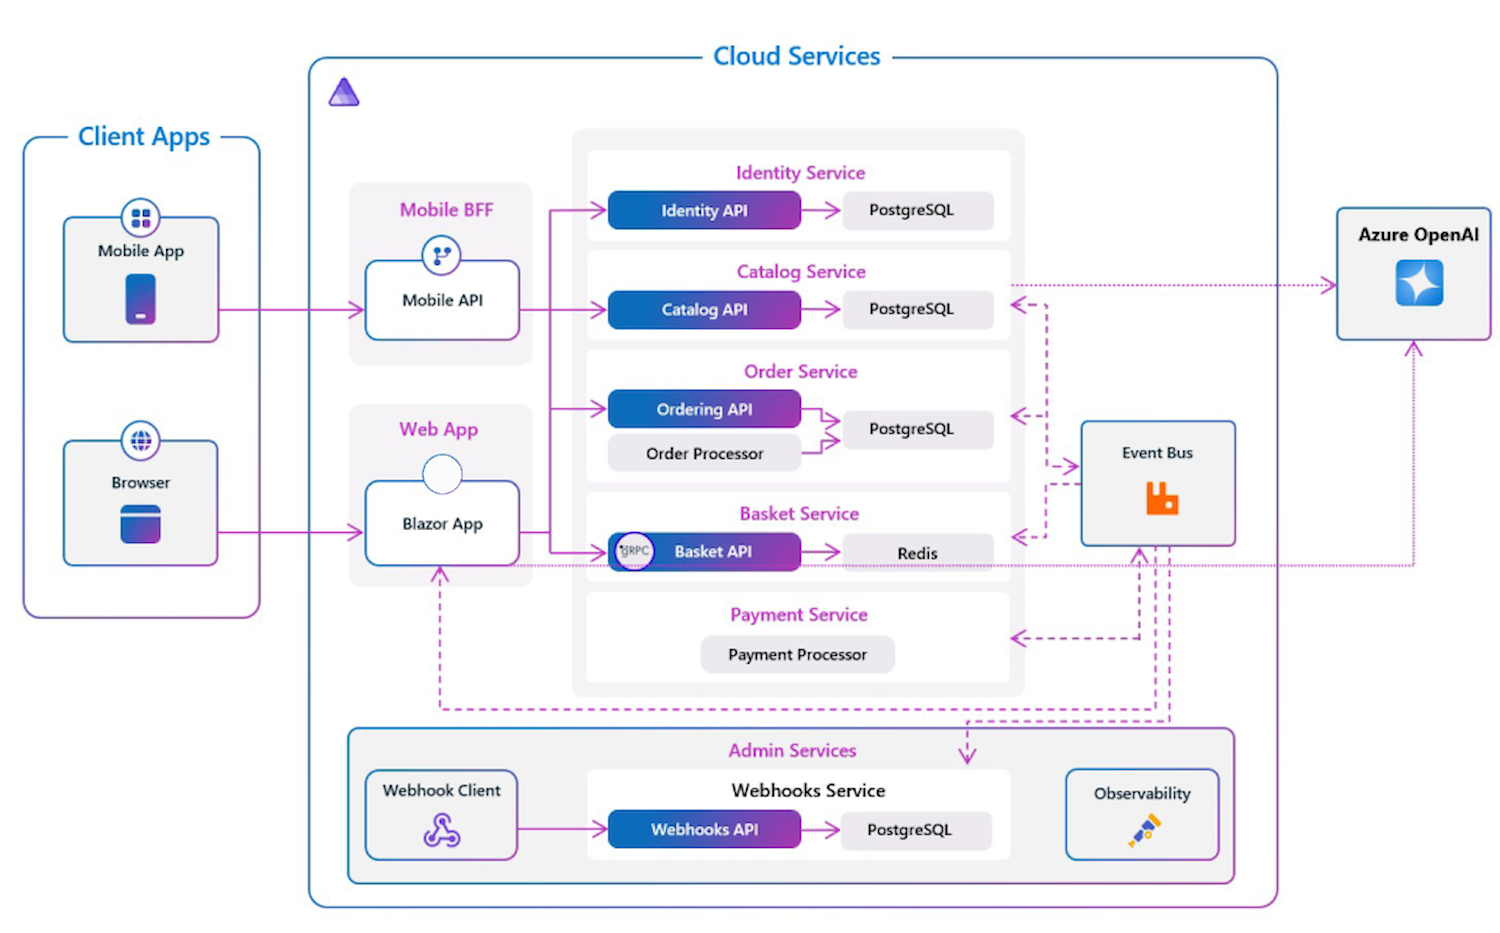 Cloud Services
Client Apps
Mobile App
Browser
Mobile BFF
Mobile API
Web App
Blazor App
Identity Service
Identity API
PostgreSQL
Catalog Service
Catalog API
PostgreSQL
Order Service
Ordering API
Order Processor
PostgreSQL
Basket Service
gRPC
Basket API
Redis
Payment Service
Payment Processor
Event Bus
Azure OpenAI
Admin Services
Webhook Client
Webhooks Service
Webhooks API
PostgreSQL
Observability